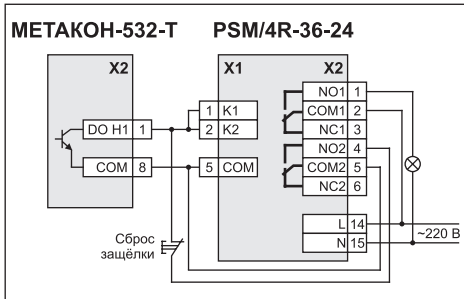 МЕТАКОН-532-Т PSM/4R-36-24
X2 X1 X2
NO1 1
1 K1 COM1 2
DO H1 1 2 K2 NC1 3
NO2 4
COM 8 5 COM COM2 5
NC2 6
L 14
~220 В
N 15
Сброс
защёлки